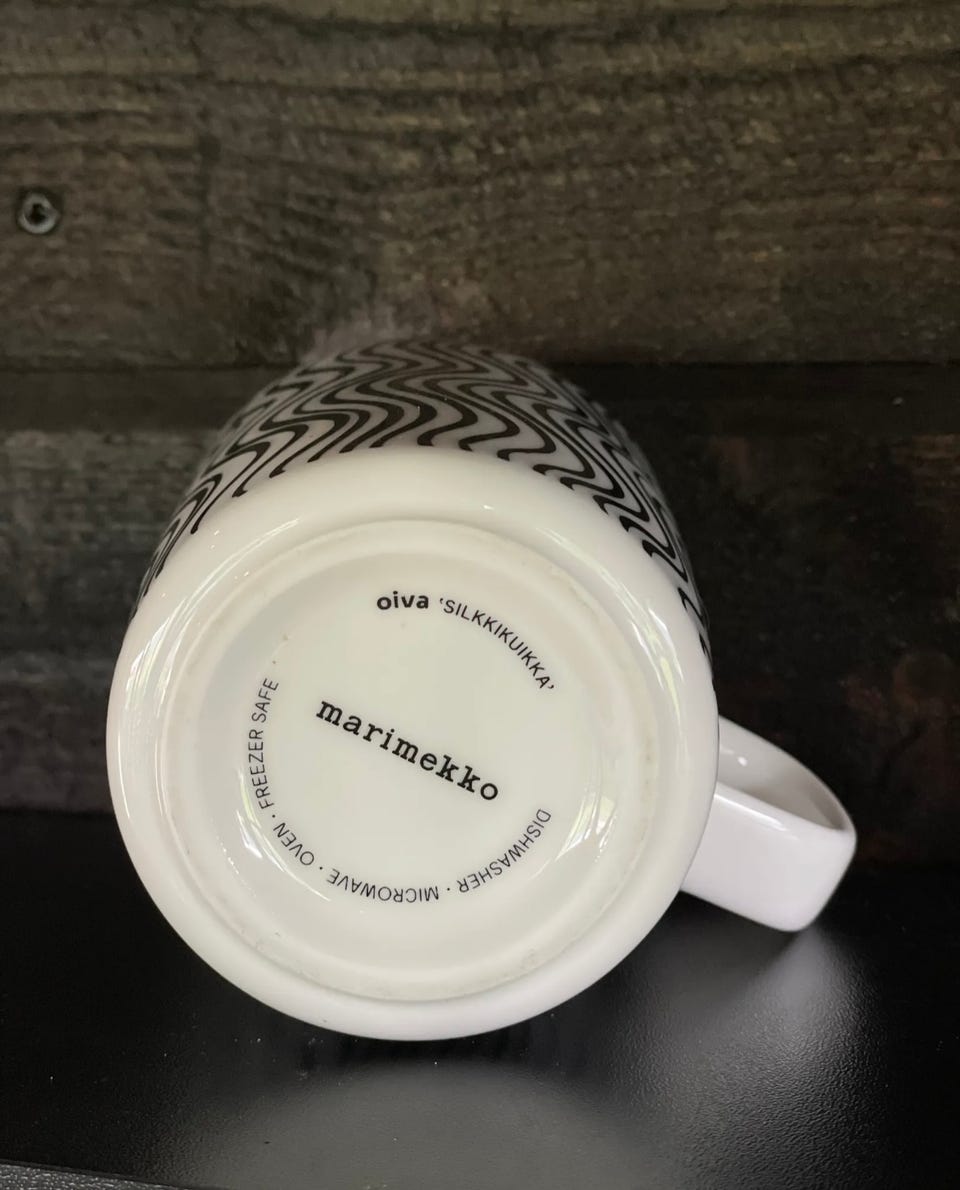 oiva 'SILKKIKUIKKA'
marimekko
DISHWASHER · MICROWAVE · OVEN · FREEZER SAFE